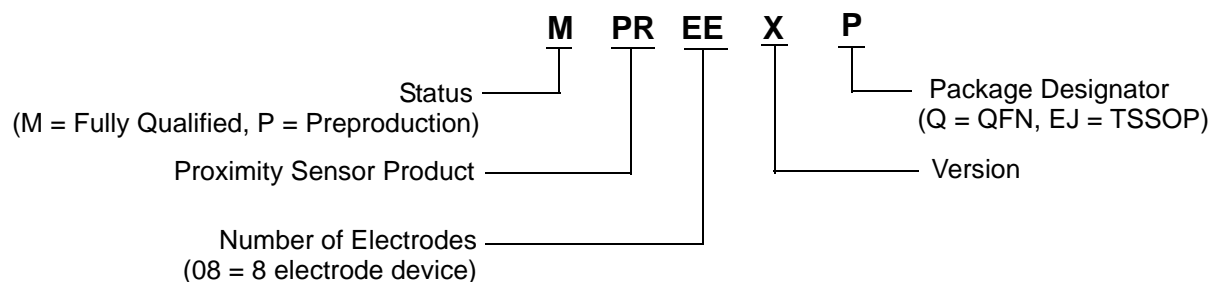 M PR EE X P
Status
(M = Fully Qualified, P = Preproduction)
Package Designator
(Q = QFN, EJ = TSSOP)
Proximity Sensor Product
Version
Number of Electrodes
(08 = 8 electrode device)